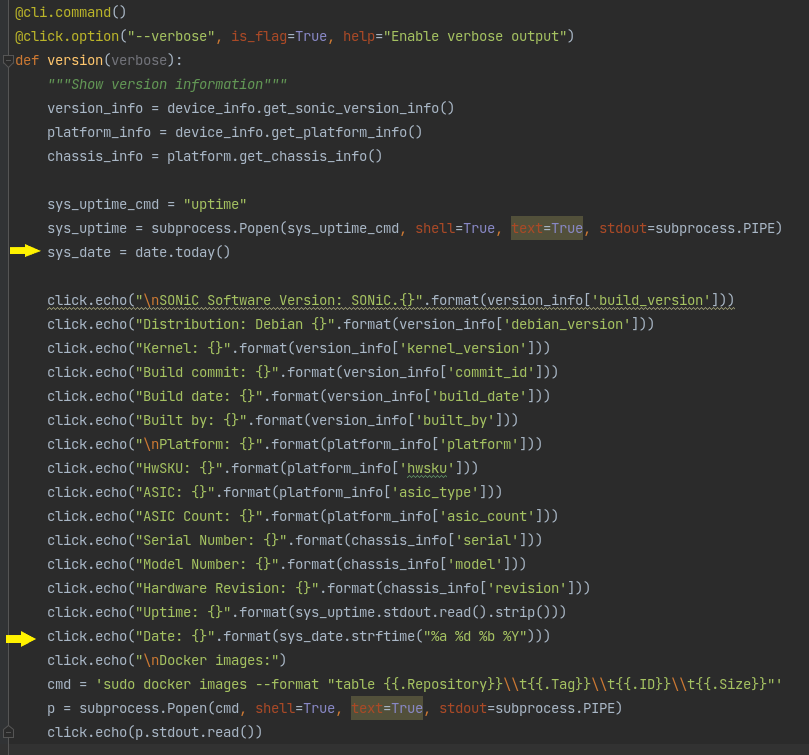 @cli.command()
@click.option("--verbose", is_flag=True, help="Enable verbose output")
def version(verbose):
    """Show version information"""
    version_info = device_info.get_sonic_version_info()
    platform_info = device_info.get_platform_info()
    chassis_info = platform.get_chassis_info()

    sys_uptime_cmd = "uptime"
    sys_uptime = subprocess.Popen(sys_uptime_cmd, shell=True, text=True, stdout=subprocess.PIPE)
    sys_date = date.today()

    click.echo("\nSONiC Software Version: SONiC.{}".format(version_info['build_version']))
    click.echo("Distribution: Debian {}".format(version_info['debian_version']))
    click.echo("Kernel: {}".format(version_info['kernel_version']))
    click.echo("Build commit: {}".format(version_info['commit_id']))
    click.echo("Build date: {}".format(version_info['build_date']))
    click.echo("Built by: {}".format(version_info['built_by']))
    click.echo("\nPlatform: {}".format(platform_info['platform']))
    click.echo("HwSKU: {}".format(platform_info['hwsku']))
    click.echo("ASIC: {}".format(platform_info['asic_type']))
    click.echo("ASIC Count: {}".format(platform_info['asic_count']))
    click.echo("Serial Number: {}".format(chassis_info['serial']))
    click.echo("Model Number: {}".format(chassis_info['model']))
    click.echo("Hardware Revision: {}".format(chassis_info['revision']))
    click.echo("Uptime: {}".format(sys_uptime.stdout.read().strip()))
    click.echo("Date: {}".format(sys_date.strftime("%a %d %b %Y")))
    click.echo("\nDocker images:")
    cmd = 'sudo docker images --format "table {{.Repository}}\\t{{.Tag}}\\t{{.ID}}\\t{{.Size}}"'
    p = subprocess.Popen(cmd, shell=True, text=True, stdout=subprocess.PIPE)
    click.echo(p.stdout.read())